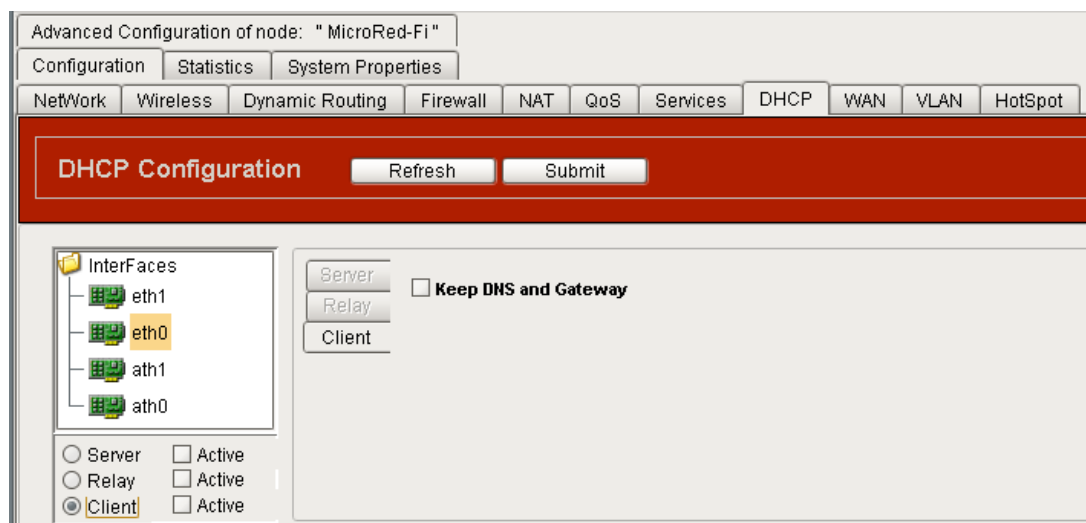 Advanced Configuration of node: "MicroRed-Fi"
Configuration Statistics System Properties
NetWork Wireless Dynamic Routing Firewall NAT QoS Services DHCP WAN VLAN HotSpot
DHCP Configuration Refresh Submit
InterFaces
eth1
eth0
ath1
ath0
Server Active
Relay Active
Client Active
Server
Relay
Client
Keep DNS and Gateway